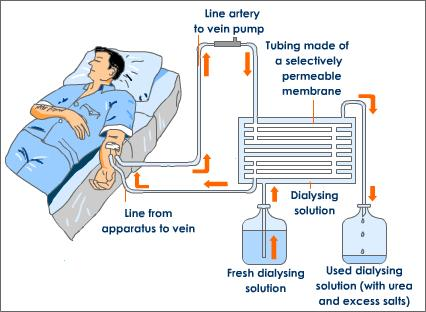 Line artery
to vein pump
Tubing made of
a selectively
permeable
membrane
Dialysing
solution
Line from
apparatus to vein
Fresh dialysing
solution
Used dialysing
solution (with urea
and excess salts)